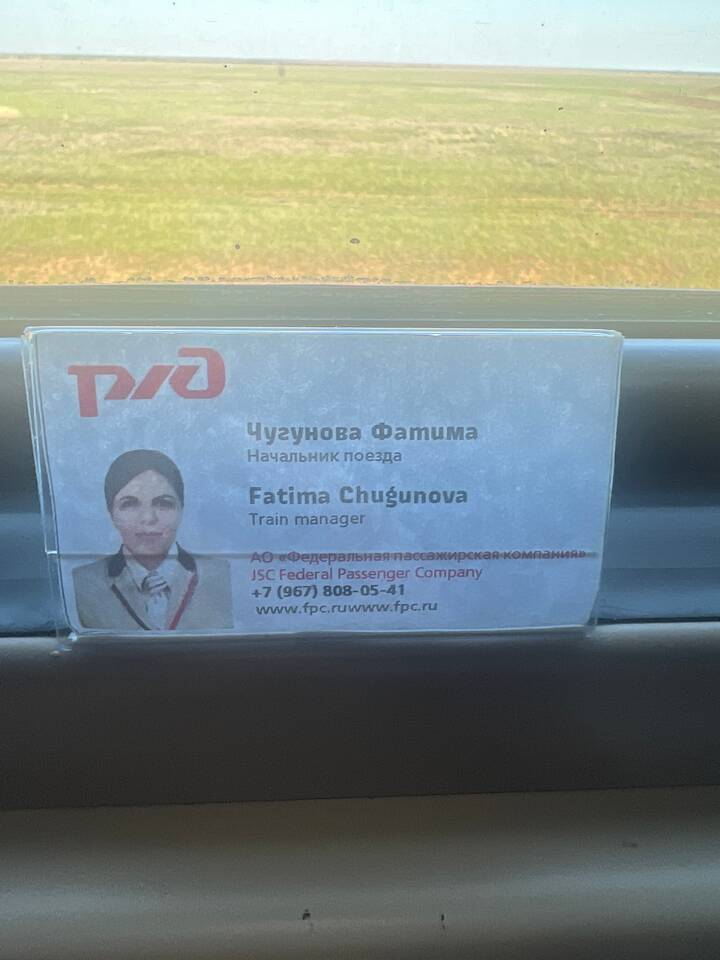 РЖД
Чугунова Фатима
Начальник поезда
Fatima Chugunova
Train manager
АО «Федеральная пассажирская компания»
JSC Federal Passenger Company
+7 (967) 808-05-41
www.fpc.ruwww.fpc.ru